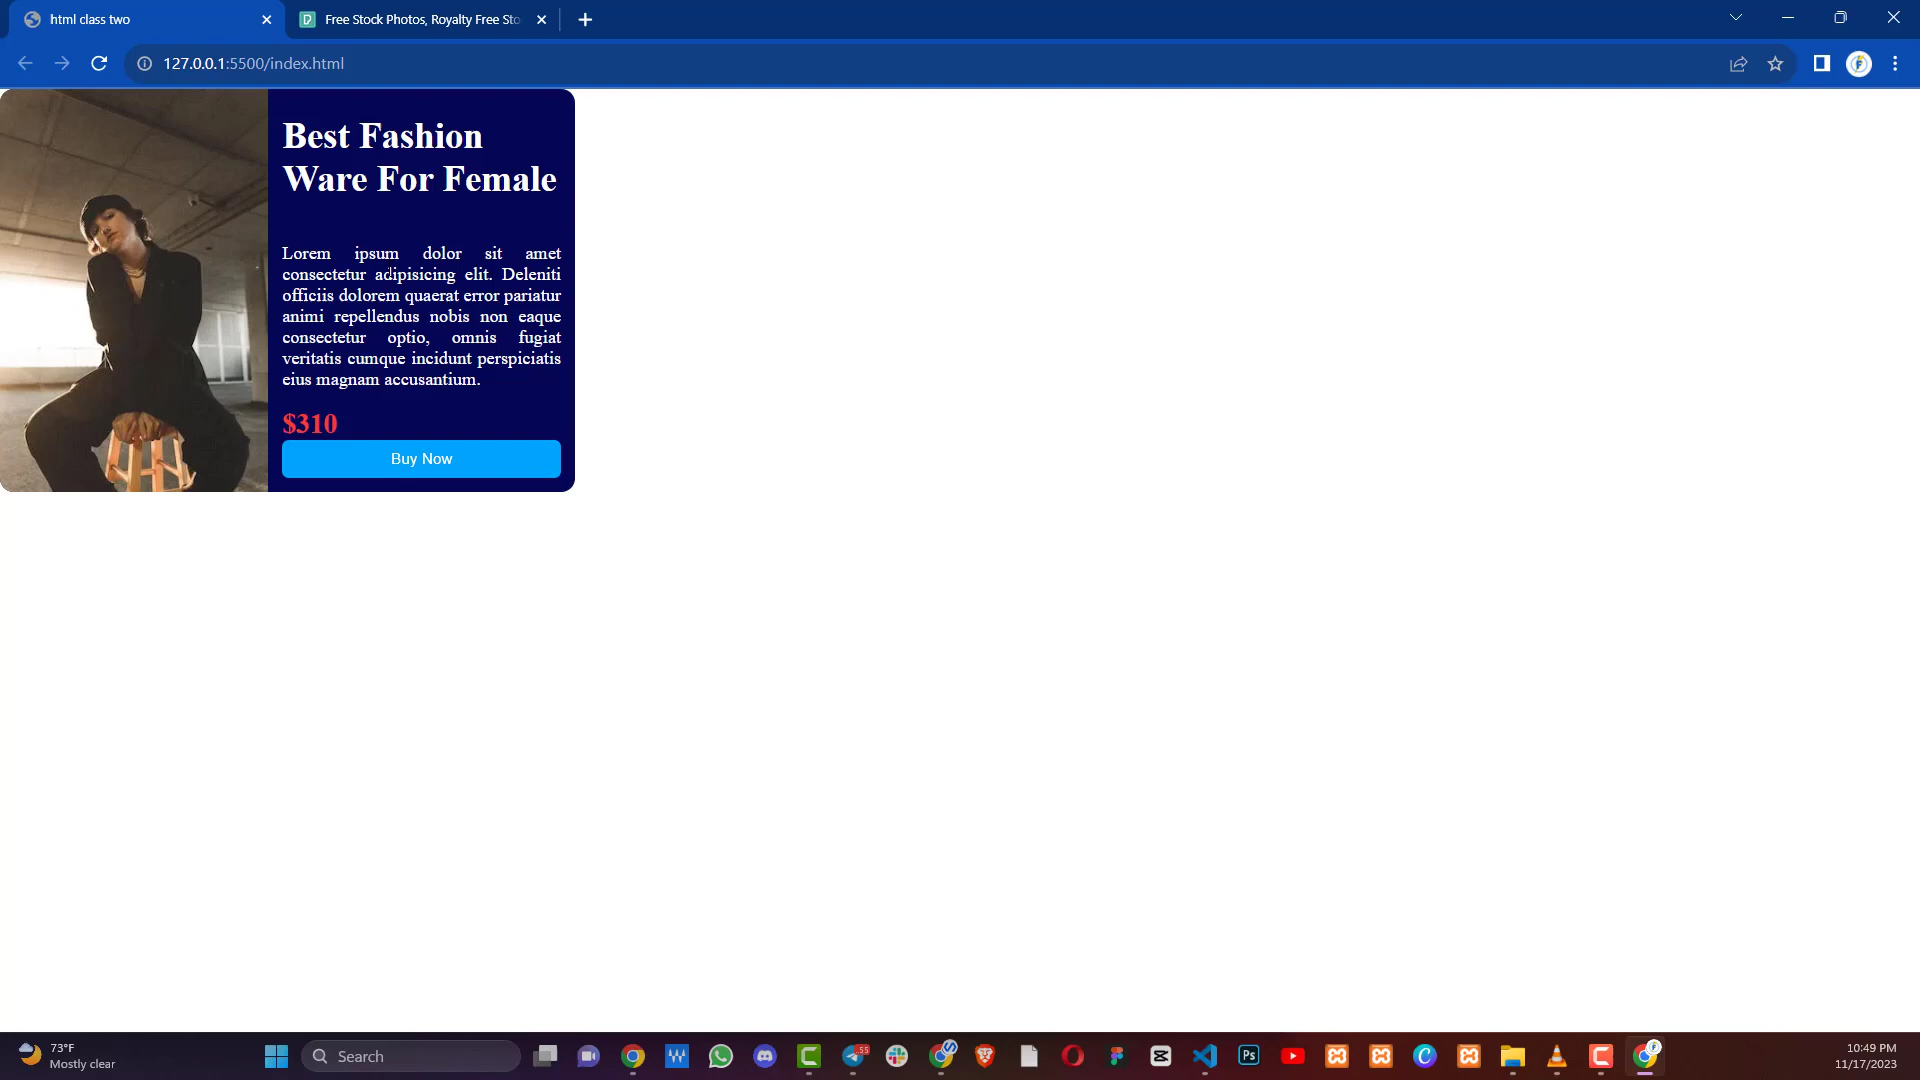 html class two
Free Stock Photos, Royalty Free Sto
127.0.0.1:5500/index.html
Best Fashion
Ware For Female
Lorem ipsum dolor sit amet
consectetur adipisicing elit. Deleniti
officiis dolorem quaerat error pariatur
animi repellendus nobis non eaque
consectetur optio, omnis fugiat
veritatis cumque incidunt perspiciatis
eius magnam accusantium.
$310
Buy Now
73°F
Mostly clear
Search
55
Ps
10:49 PM
11/17/2023